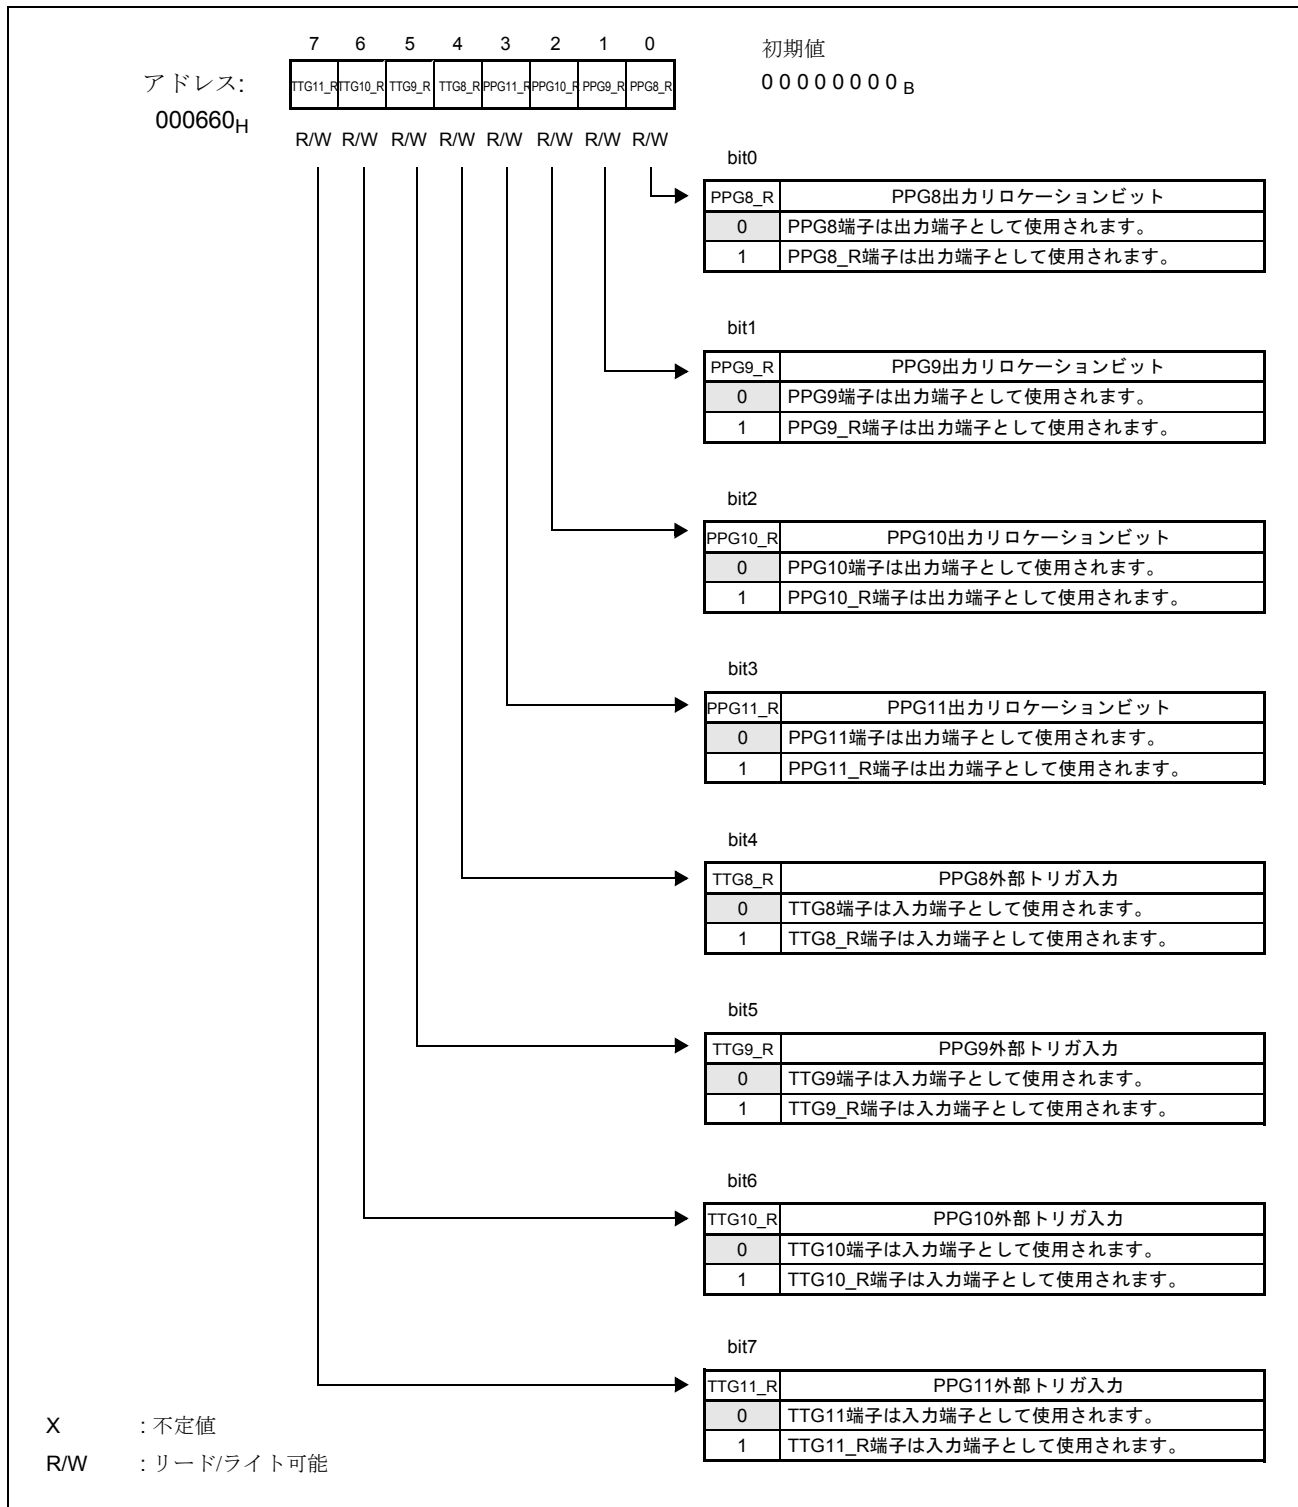 7 6 5 4 3 2 1 0
初期値
アドレス:
TTG11_R TTG10_R TTG9_R TTG8_R PPG11_R PPG10_R PPG9_R PPG8_R
0 0 0 0 0 0 0 0 B
000660H
R/W R/W R/W R/W R/W R/W R/W R/W
bit0
PPG8_R PPG8出力リロケーションビット
0 PPG8端子は出力端子として使用されます。
1 PPG8_R端子は出力端子として使用されます。
bit1
PPG9_R PPG9出力リロケーションビット
0 PPG9端子は出力端子として使用されます。
1 PPG9_R端子は出力端子として使用されます。
bit2
PPG10_R PPG10出力リロケーションビット
0 PPG10端子は出力端子として使用されます。
1 PPG10_R端子は出力端子として使用されます。
bit3
PPG11_R PPG11出力リロケーションビット
0 PPG11端子は出力端子として使用されます。
1 PPG11_R端子は出力端子として使用されます。
bit4
TTG8_R PPG8外部トリガ入力
0 TTG8端子は入力端子として使用されます。
1 TTG8_R端子は入力端子として使用されます。
bit5
TTG9_R PPG9外部トリガ入力
0 TTG9端子は入力端子として使用されます。
1 TTG9_R端子は入力端子として使用されます。
bit6
TTG10_R PPG10外部トリガ入力
0 TTG10端子は入力端子として使用されます。
1 TTG10_R端子は入力端子として使用されます。
bit7
TTG11_R PPG11外部トリガ入力
0 TTG11端子は入力端子として使用されます。
1 TTG11_R端子は入力端子として使用されます。
X : 不定値
R/W : リード/ライト可能